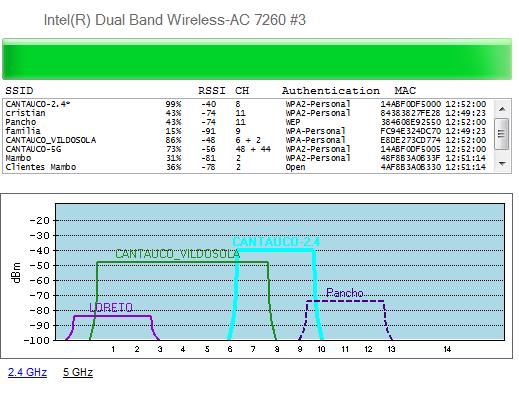 Intel(R) Dual Band Wireless-AC 7260 #3
SSID RSSI CH Authentication MAC
CANTAUCO-2.4* 99% -40 8 WPA2-Personal 14ABF0DF5000 12:52:00
cristian 43% -74 11 WPA2-Personal 84383827FE28 12:49:23
Pancho 43% -74 11 WEP 384608E92550 12:52:00
familia 15% -91 9 WPA-Personal FC94E324DC70 12:49:23
CANTAUCO_VILDOSOLA 86% -48 6 + 2 WPA2-Personal E8DE273CD774 12:52:00
CANTAUCO-5G 73% -56 48 + 44 WPA2-Personal 14ABF0DF5005 12:52:00
Mambo 31% -81 2 WPA2-Personal 48F8B3A0B33F 12:51:14
Clientes Mambo 36% -78 2 Open 4AF8B3A0B330 12:51:14
dBm
-20
-30
-40
-50
-60
-70
-80
-90
-100
CANTAUCO-2.4
CANTAUCO_VILDOSOLA
Pancho
LORETO
1 2 3 4 5 6 7 8 9 10 11 12 13 14
2.4 GHz 5 GHz